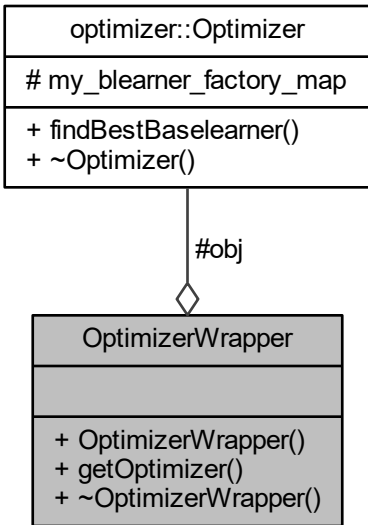 optimizer::Optimizer
# my_blearner_factory_map
+ findBestBaselearner()
+ ~Optimizer()
#obj
OptimizerWrapper
+ OptimizerWrapper()
+ getOptimizer()
+ ~OptimizerWrapper()